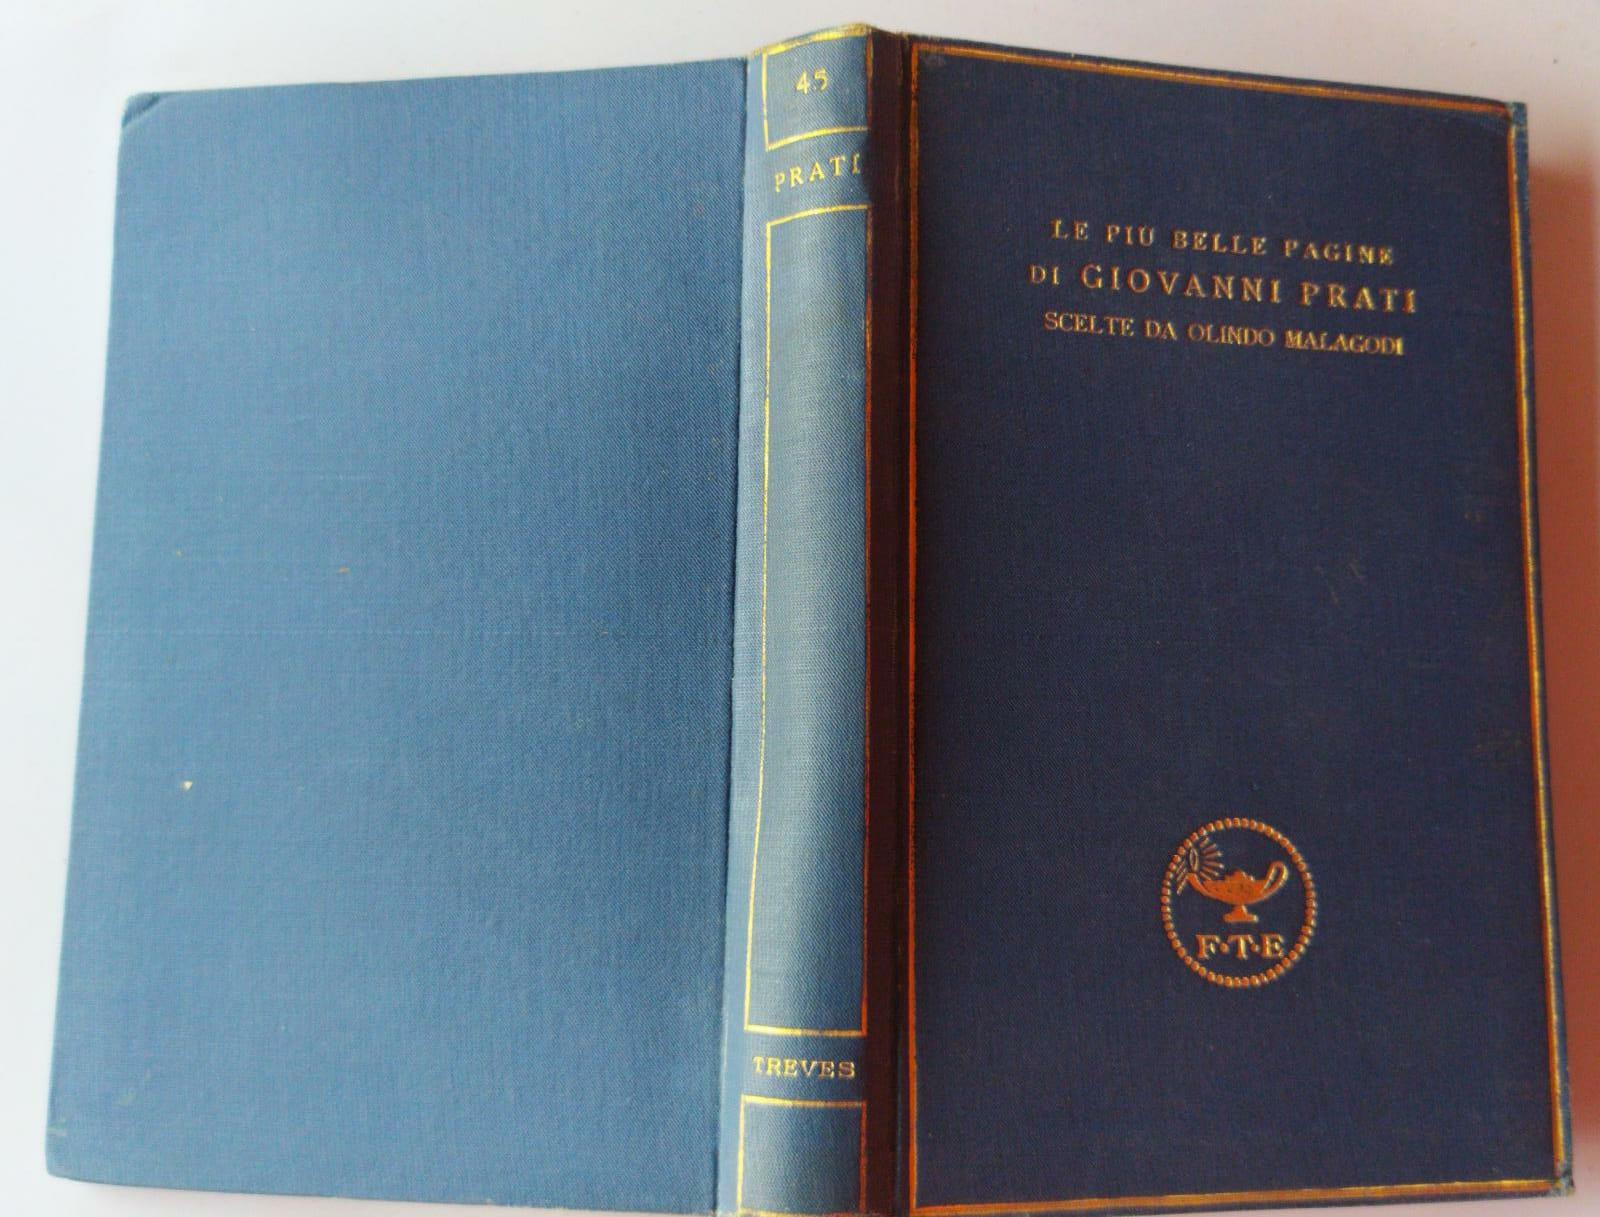 45
PRATI
TREVES
LE PIÙ BELLE PAGINE
DI GIOVANNI PRATI
SCELTE DA OLINDO MALAGODI
F·T·E